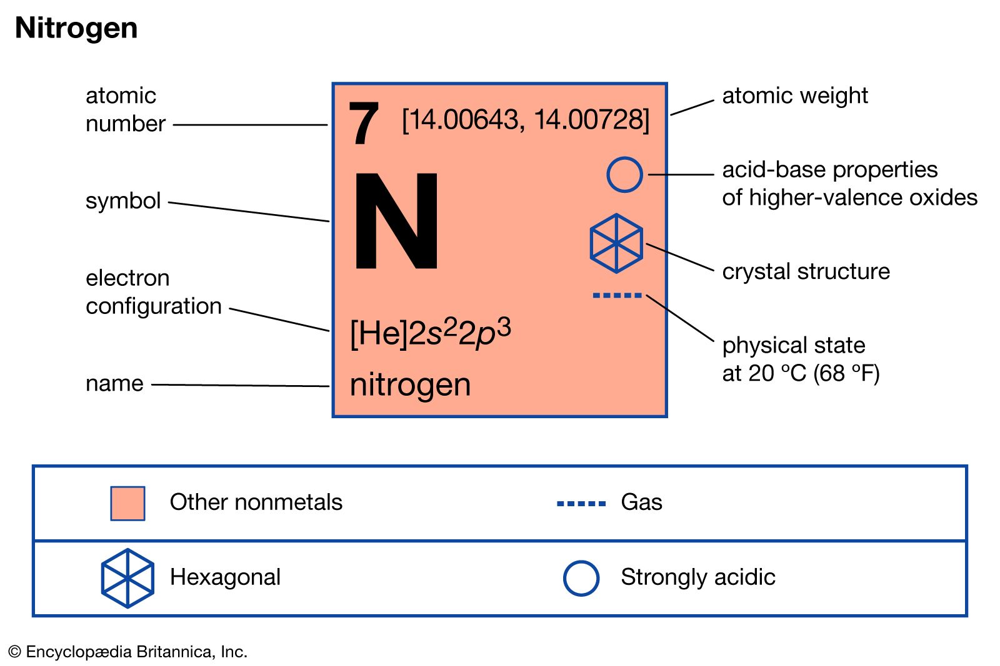 Nitrogen
atomic
number
symbol
electron
configuration
name
7 [14.00643, 14.00728]
N
[He]2s²2p³
nitrogen
atomic weight
acid-base properties
of higher-valence oxides
crystal structure
physical state
at 20 ºC (68 ºF)
Other nonmetals
Gas
Hexagonal
Strongly acidic
© Encyclopædia Britannica, Inc.